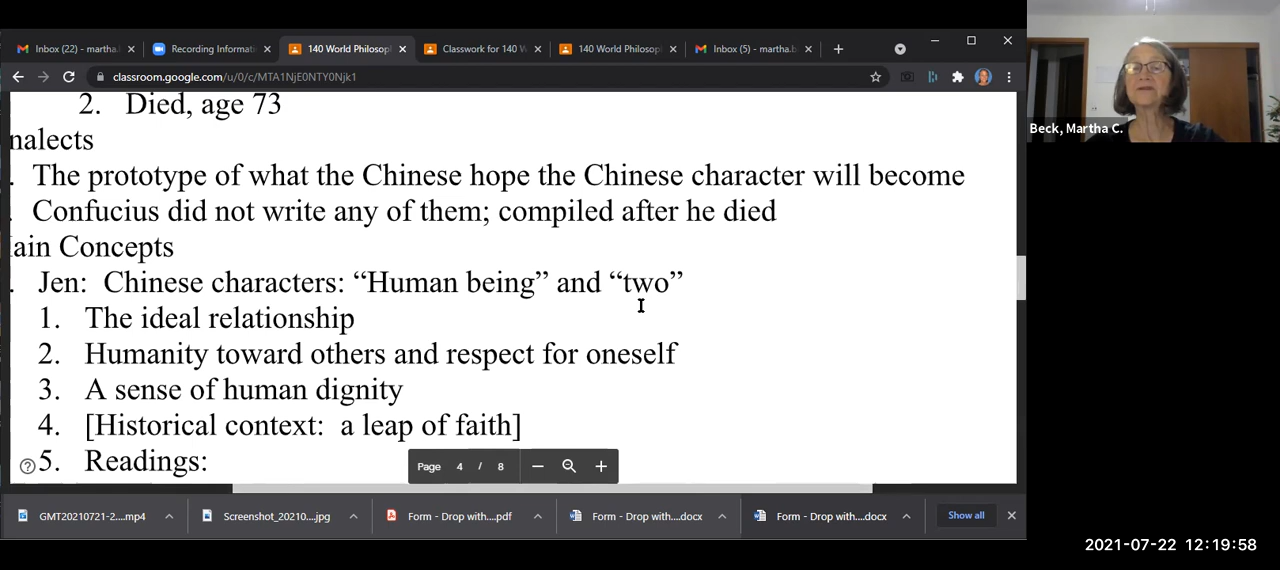 Inbox (22) - martha.
Recording Informati
140 World Philosop
Classwork for 140 W
140 World Philosop
Inbox (5) - martha.b
classroom.google.com/u/0/c/MTA1NjE0NTY0Njk1
2. Died, age 73
nalects
. The prototype of what the Chinese hope the Chinese character will become
Confucius did not write any of them; compiled after he died
ain Concepts
. Jen: Chinese characters: “Human being” and “two”
1. The ideal relationship
2. Humanity toward others and respect for oneself
3. A sense of human dignity
4. [Historical context: a leap of faith]
5. Readings:
Page 4 / 8
GMT20210721-2....mp4
Screenshot_20210....jpg
Form - Drop with....pdf
Form - Drop with....docx
Form - Drop with....docx
Show all
Beck, Martha C.
2021-07-22 12:19:58